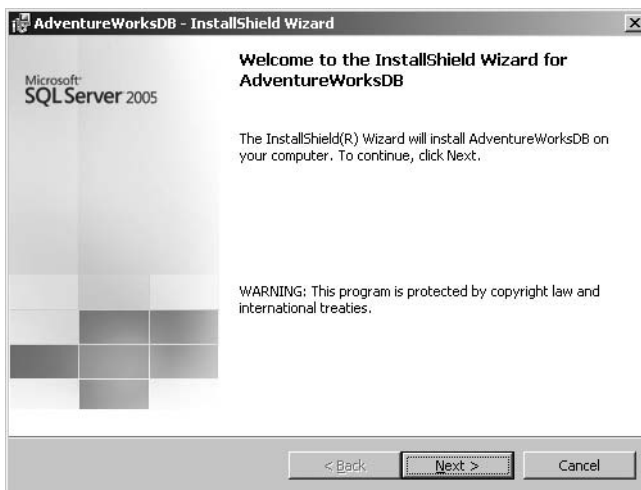 AdventureWorksDB - InstallShield Wizard
Microsoft
SQL Server 2005
Welcome to the InstallShield Wizard for
AdventureWorksDB
The InstallShield(R) Wizard will install AdventureWorksDB on
your computer. To continue, click Next.
WARNING: This program is protected by copyright law and
international treaties.
< Back
Next >
Cancel